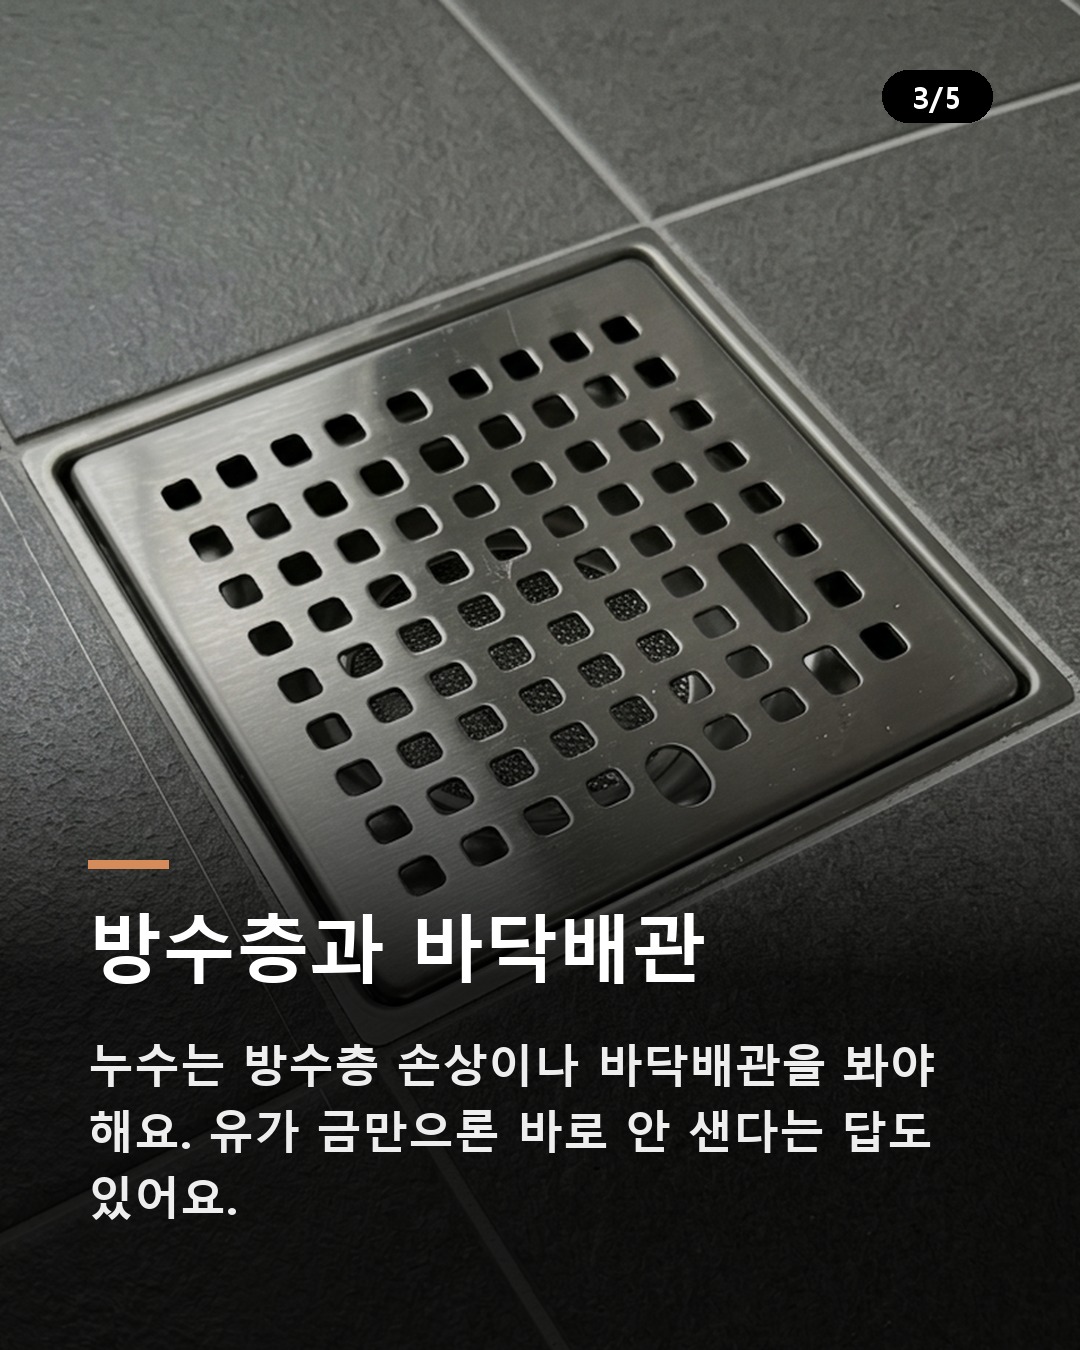 3/5
방수층과 바닥배관
누수는 방수층 손상이나 바닥배관을 봐야
해요. 유가 금만으론 바로 안 샌다는 답도
있어요.